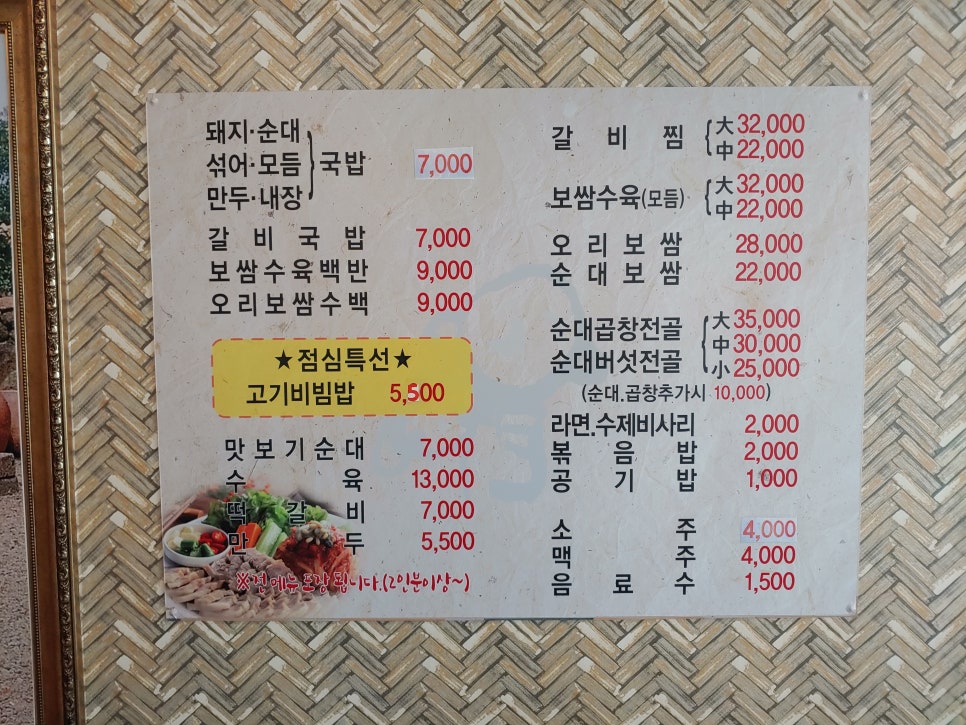 돼지·순대
섞어·모듬 국밥 7,000
만두·내장
갈비국밥 7,000
보쌈수육백반 9,000
오리보쌈수백 9,000
★점심특선★
고기비빔밥 5,500
맛보기순대 7,000
수육 13,000
떡갈비 7,000
만두 5,500
※전메뉴 포장 됩니다.(2인분이상~)
갈비찜 大 32,000
中 22,000
보쌈수육(모듬) 大 32,000
中 22,000
오리보쌈 28,000
순대보쌈 22,000
순대곱창전골 大 35,000
中 30,000
순대버섯전골 小 25,000
(순대.곱창추가시 10,000)
라면.수제비사리 2,000
볶음밥 2,000
공기밥 1,000
소주 4,000
맥주 4,000
음료수 1,500